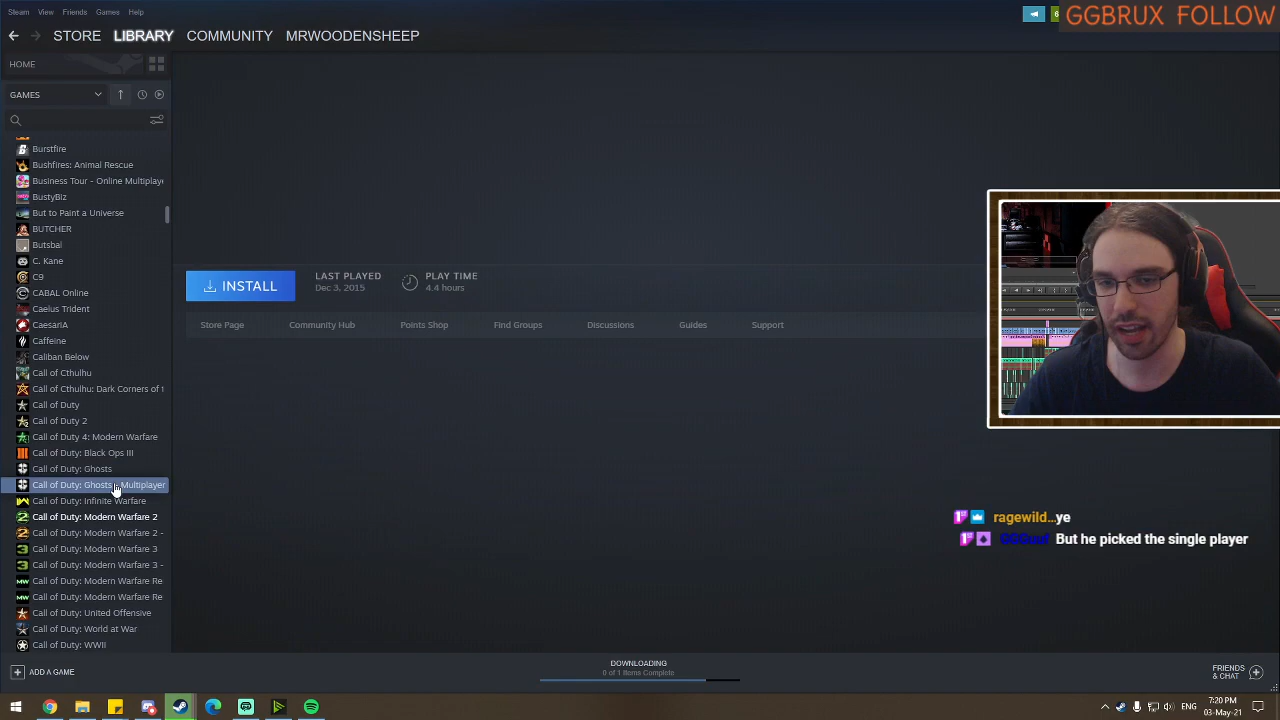 Steam View Friends Games Help
GGBRUX FOLLOW
STORE LIBRARY COMMUNITY MRWOODENSHEEP
HOME
GAMES
Burstfire
Bushfires: Animal Rescue
Business Tour - Online Multiplaye
BustyBiz
But to Paint a Universe
BUTCHER
Butsbal
C. Kane
C9
CABAL Online
Caelus Trident
CaesarIA
Caffeine
Caliban Below
Call of Cthulhu
Call of Cthulhu: Dark Corners of t
Call of Duty
Call of Duty 2
Call of Duty 4: Modern Warfare
Call of Duty: Black Ops III
Call of Duty: Ghosts
Call of Duty: Ghosts - Multiplayer
Call of Duty: Infinite Warfare
Call of Duty: Modern Warfare 2
Call of Duty: Modern Warfare 2 -
Call of Duty: Modern Warfare 3
Call of Duty: Modern Warfare 3 -
Call of Duty: Modern Warfare Re
Call of Duty: Modern Warfare Re
Call of Duty: United Offensive
Call of Duty: World at War
Call of Duty: WWII
INSTALL
LAST PLAYED
Dec 3, 2015
PLAY TIME
4.4 hours
Store Page Community Hub Points Shop Find Groups Discussions Guides Support
ragewild...ye
But he picked the single player
ADD A GAME
DOWNLOADING
0 of 1 Items Complete
FRIENDS
& CHAT
ENG
7:20 PM
03-May-21